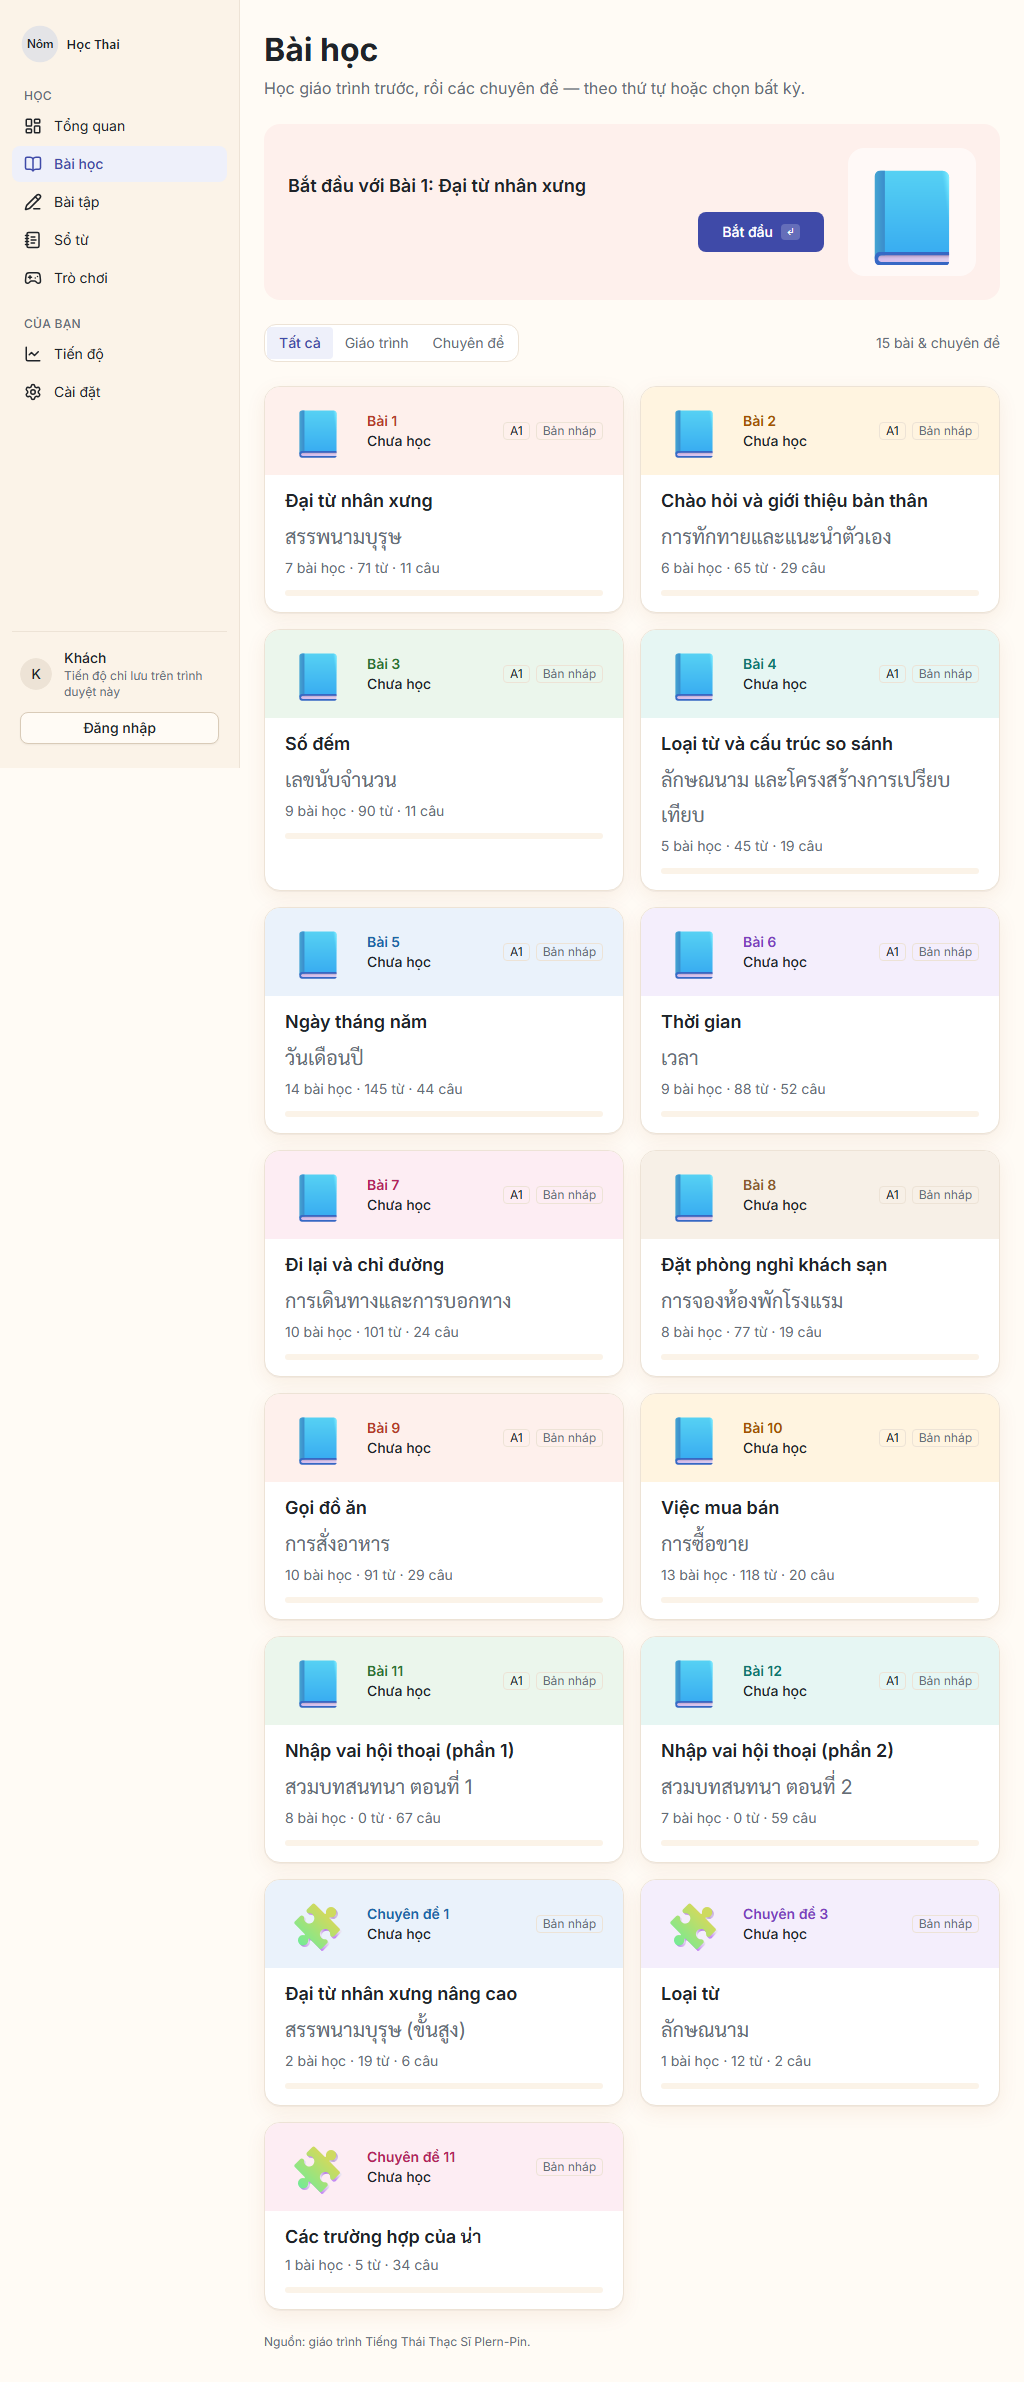 Nôm Học Thai
HỌC
Tổng quan
Bài học
Bài tập
Sổ từ
Trò chơi
CỦA BẠN
Tiến độ
Cài đặt
K Khách
Tiến độ chỉ lưu trên trình
duyệt này
Đăng nhập
Bài học
Học giáo trình trước, rồi các chuyên đề — theo thứ tự hoặc chọn bất kỳ.
Bắt đầu với Bài 1: Đại từ nhân xưng
Bắt đầu
Tất cả Giáo trình Chuyên đề
15 bài & chuyên đề
Bài 1
Chưa học
A1 Bản nháp
Đại từ nhân xưng
สรรพนามบุรุษ
7 bài học · 71 từ · 11 câu
Bài 2
Chưa học
A1 Bản nháp
Chào hỏi và giới thiệu bản thân
การทักทายและแนะนำตัวเอง
6 bài học · 65 từ · 29 câu
Bài 3
Chưa học
A1 Bản nháp
Số đếm
เลขนับจำนวน
9 bài học · 90 từ · 11 câu
Bài 4
Chưa học
A1 Bản nháp
Loại từ và cấu trúc so sánh
ลักษณนาม และโครงสร้างการเปรียบ
เทียบ
5 bài học · 45 từ · 19 câu
Bài 5
Chưa học
A1 Bản nháp
Ngày tháng năm
วันเดือนปี
14 bài học · 145 từ · 44 câu
Bài 6
Chưa học
A1 Bản nháp
Thời gian
เวลา
9 bài học · 88 từ · 52 câu
Bài 7
Chưa học
A1 Bản nháp
Đi lại và chỉ đường
การเดินทางและการบอกทาง
10 bài học · 101 từ · 24 câu
Bài 8
Chưa học
A1 Bản nháp
Đặt phòng nghỉ khách sạn
การจองห้องพักโรงแรม
8 bài học · 77 từ · 19 câu
Bài 9
Chưa học
A1 Bản nháp
Gọi đồ ăn
การสั่งอาหาร
10 bài học · 91 từ · 29 câu
Bài 10
Chưa học
A1 Bản nháp
Việc mua bán
การซื้อขาย
13 bài học · 118 từ · 20 câu
Bài 11
Chưa học
A1 Bản nháp
Nhập vai hội thoại (phần 1)
สวมบทสนทนา ตอนที่ 1
8 bài học · 0 từ · 67 câu
Bài 12
Chưa học
A1 Bản nháp
Nhập vai hội thoại (phần 2)
สวมบทสนทนา ตอนที่ 2
7 bài học · 0 từ · 59 câu
Chuyên đề 1
Chưa học
Bản nháp
Đại từ nhân xưng nâng cao
สรรพนามบุรุษ (ขั้นสูง)
2 bài học · 19 từ · 6 câu
Chuyên đề 3
Chưa học
Bản nháp
Loại từ
ลักษณนาม
1 bài học · 12 từ · 2 câu
Chuyên đề 11
Chưa học
Bản nháp
Các trường hợp của น่า
1 bài học · 5 từ · 34 câu
Nguồn: giáo trình Tiếng Thái Thạc Sĩ Plern-Pin.